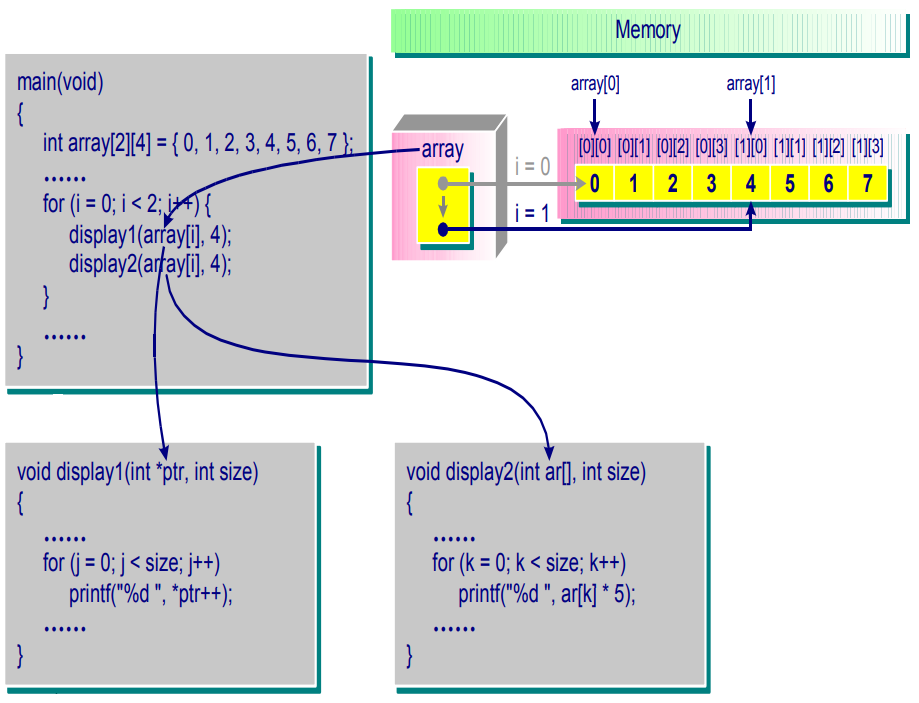 Memory
main(void)
{
int array[2][4] = { 0, 1, 2, 3, 4, 5, 6, 7 };
......
for (i = 0; i < 2; i++) {
display1(array[i], 4);
display2(array[i], 4);
}
......
}
array[0] array[1]
array
[0][0] [0][1] [0][2] [0][3] [1][0] [1][1] [1][2] [1][3]
i = 0
0 1 2 3 4 5 6 7
i = 1
void display1(int *ptr, int size)
{
......
for (j = 0; j < size; j++)
printf("%d ", *ptr++);
......
}
void display2(int ar[], int size)
{
......
for (k = 0; k < size; k++)
printf("%d ", ar[k] * 5);
......
}